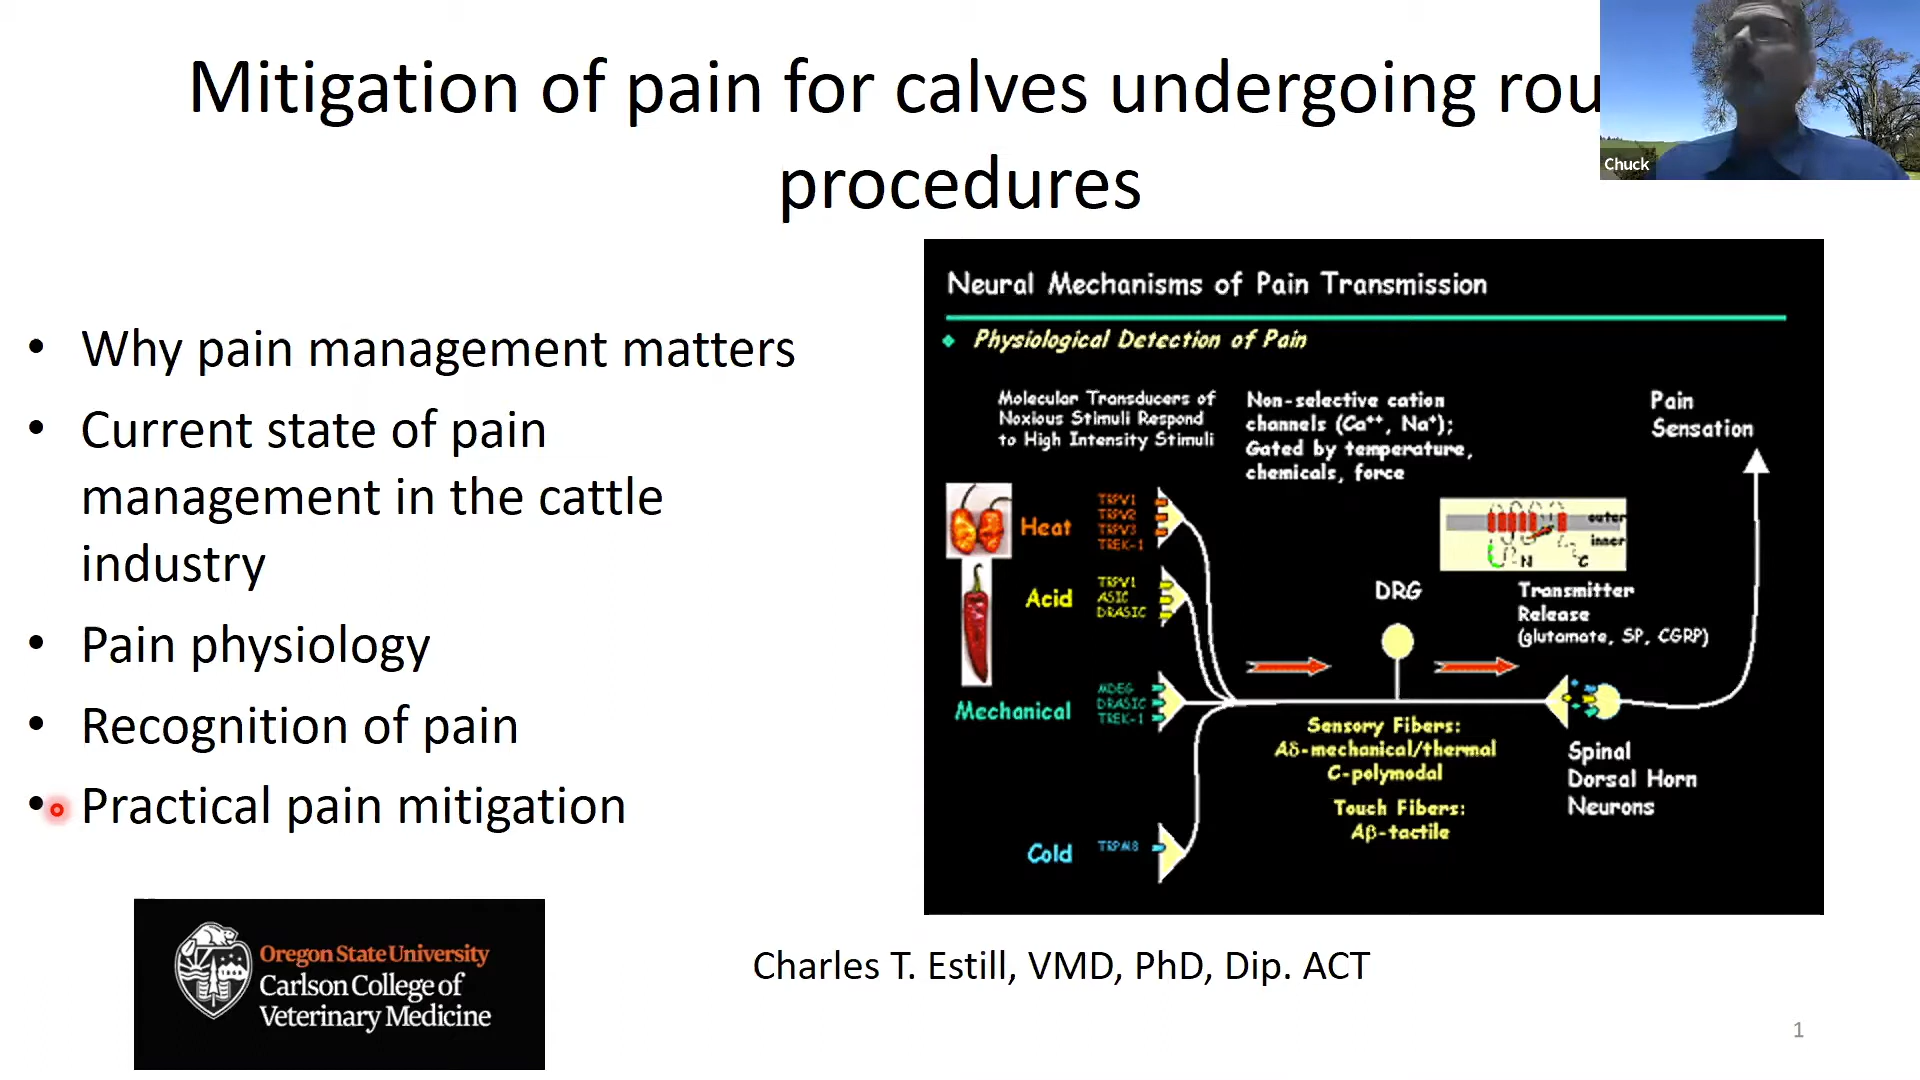 Mitigation of pain for calves undergoing rou
procedures
Chuck
• Why pain management matters
• Current state of pain
management in the cattle
industry
• Pain physiology
• Recognition of pain
• Practical pain mitigation
Neural Mechanisms of Pain Transmission
Physiological Detection of Pain
Molecular Transducers of
Noxious Stimuli Respond
to High Intensity Stimuli
Non-selective cation
channels (Ca⁺⁺, Na⁺);
Gated by temperature,
chemicals, force
Pain
Sensation
Heat
TRPV1
TRPV2
TRPV3
TREK-1
outer
inner
N
C
Acid
TRPV1
ASIC
DRASIC
DRG
Transmitter
Release
(glutamate, SP, CGRP)
Mechanical
MDEG
DRASIC
TREK-1
Sensory Fibers:
Aδ-mechanical/thermal
C-polymodal
Touch Fibers:
Aβ-tactile
Spinal
Dorsal Horn
Neurons
Cold
TRPM8
Oregon State University
Carlson College of
Veterinary Medicine
Charles T. Estill, VMD, PhD, Dip. ACT
1